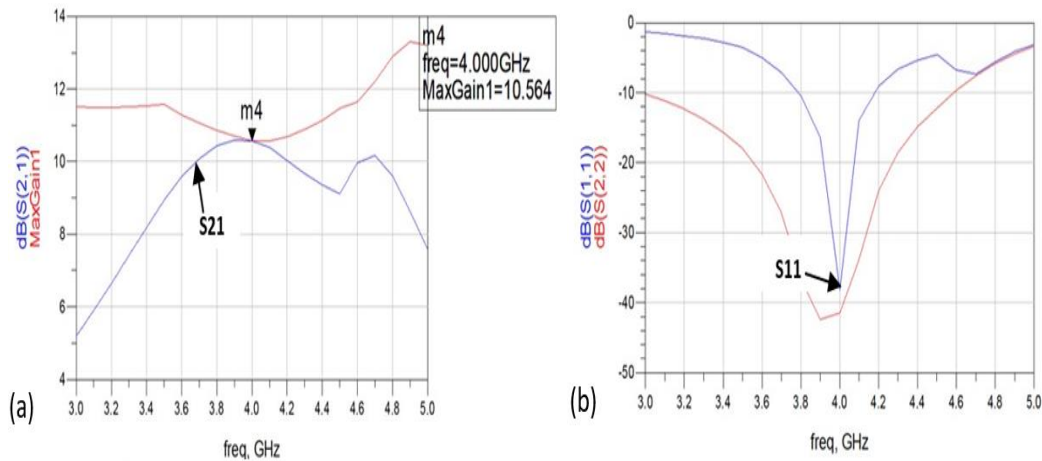 14
12
10
8
6
4
dB(S(2,1))
MaxGain1
m4
freq=4.000GHz
MaxGain1=10.564
m4
S21
3.0 3.2 3.4 3.6 3.8 4.0 4.2 4.4 4.6 4.8 5.0
freq, GHz
(a)
0
-10
-20
-30
-40
-50
dB(S(1,1))
dB(S(2,2))
S11
3.0 3.2 3.4 3.6 3.8 4.0 4.2 4.4 4.6 4.8 5.0
freq, GHz
(b)